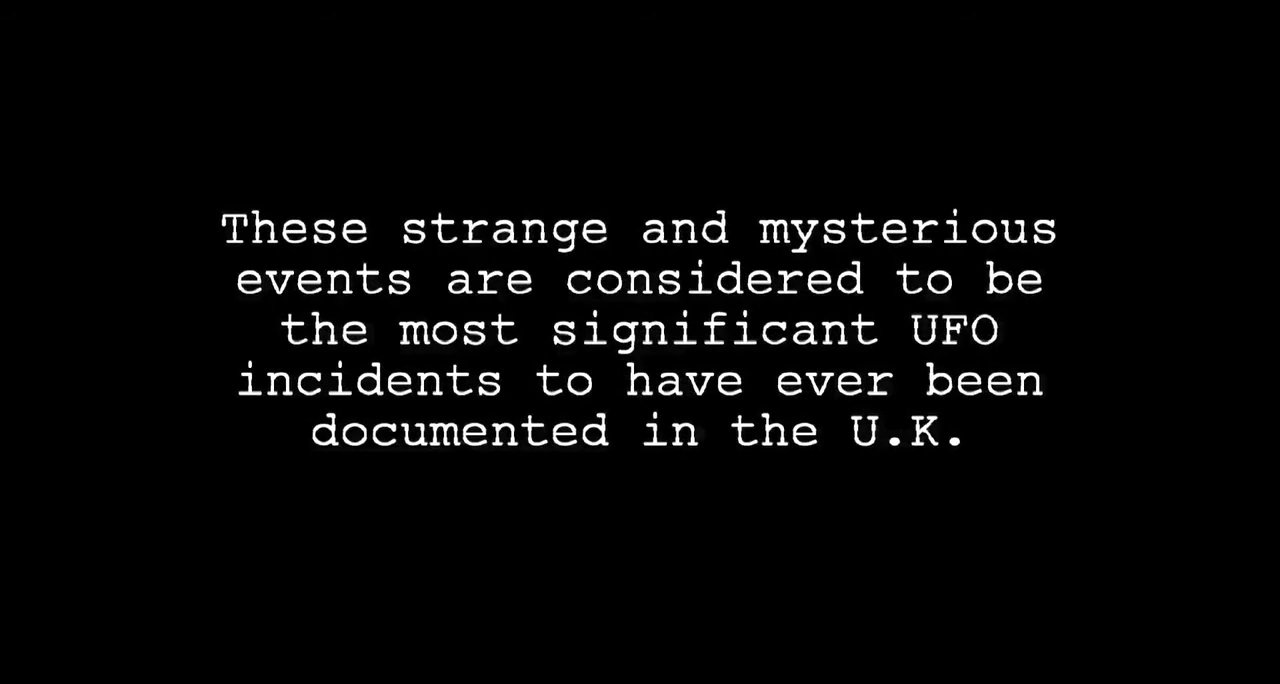 These strange and mysterious
events are considered to be
the most significant UFO
incidents to have ever been
documented in the U.K.